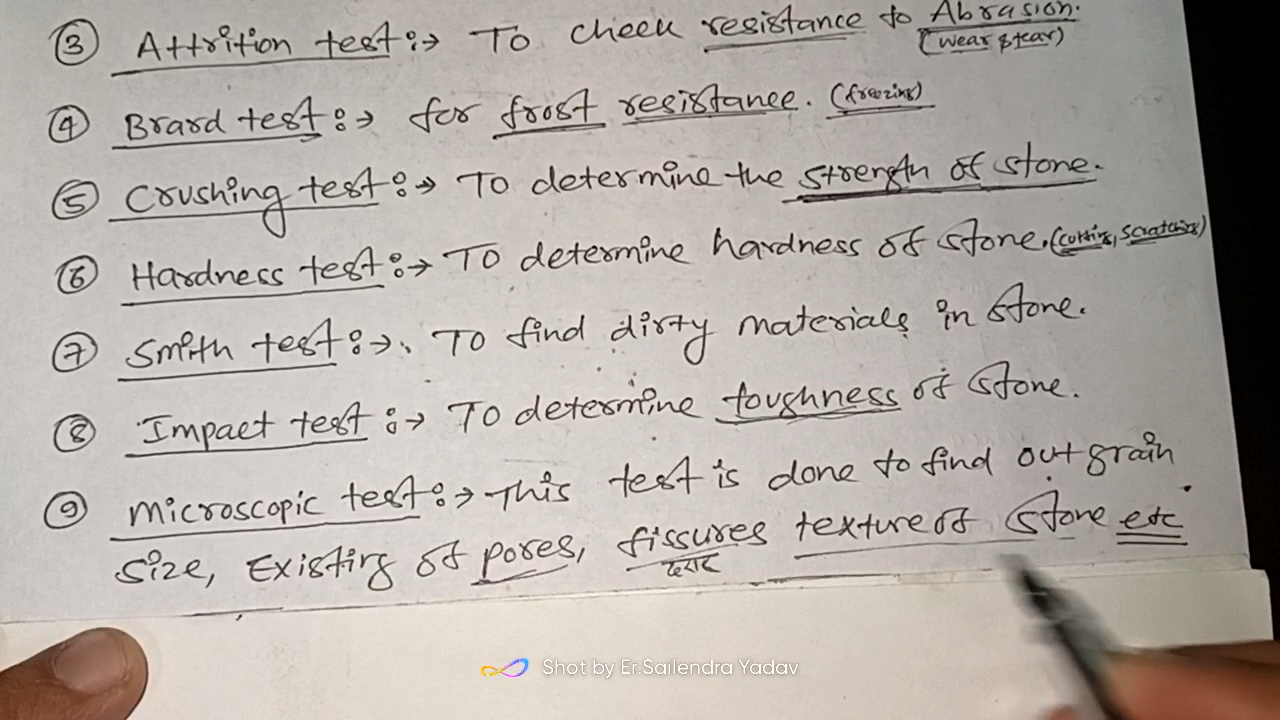 ③ Attrition test :→ To check resistance to Abrasion.
(wear & tear)
④ Brard test :→ for frost resistance. (freezing)
⑤ Crushing test :→ To determine the strength of stone.
⑥ Hardness test :→ To determine hardness of stone. (cutting, scratching)
⑦ Smith test :→ To find dirty materials in stone.
⑧ Impact test :→ To determine toughness of stone.
⑨ Microscopic test :→ This test is done to find out grain
size, Existing of pores, fissures texture of stone etc
दरार
Shot by Er.Sailendra Yadav